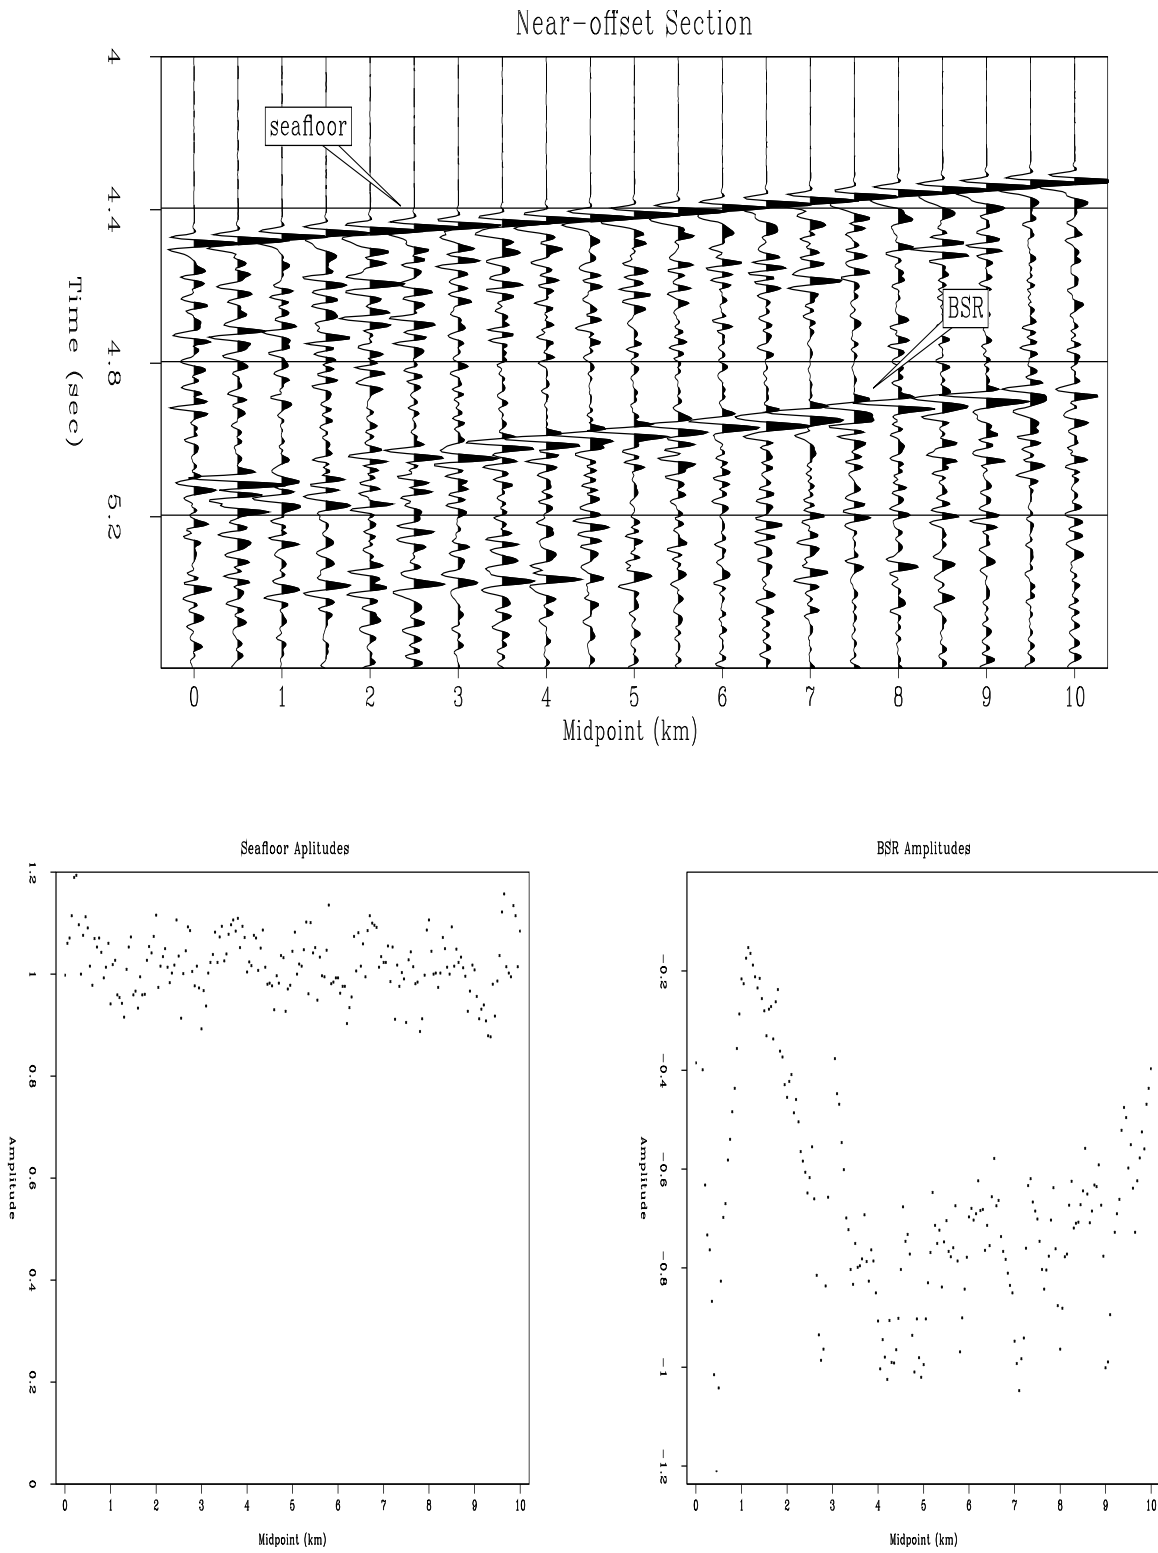 Near-offset Section
4
4.4
4.8
5.2
Time (sec)
seafloor
BSR
0 1 2 3 4 5 6 7 8 9 10
Midpoint (km)
Seafloor Aplitudes
1.2
1
0.8
0.6
0.4
0.2
0
Amplitude
0 1 2 3 4 5 6 7 8 9 10
Midpoint (km)
BSR Amplitudes
-0.2
-0.4
-0.6
-0.8
-1
-1.2
Amplitude
0 1 2 3 4 5 6 7 8 9 10
Midpoint (km)